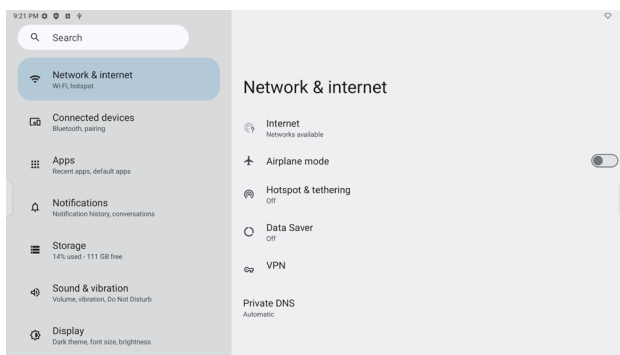 9:21 PM
Search
Network & internet
Wi-Fi, hotspot
Connected devices
Bluetooth, pairing
Apps
Recent apps, default apps
Notifications
Notification history, conversations
Storage
14% used - 111 GB free
Sound & vibration
Volume, vibration, Do Not Disturb
Display
Dark theme, font size, brightness
Network & internet
Internet
Networks available
Airplane mode
Hotspot & tethering
Off
Data Saver
Off
VPN
Private DNS
Automatic